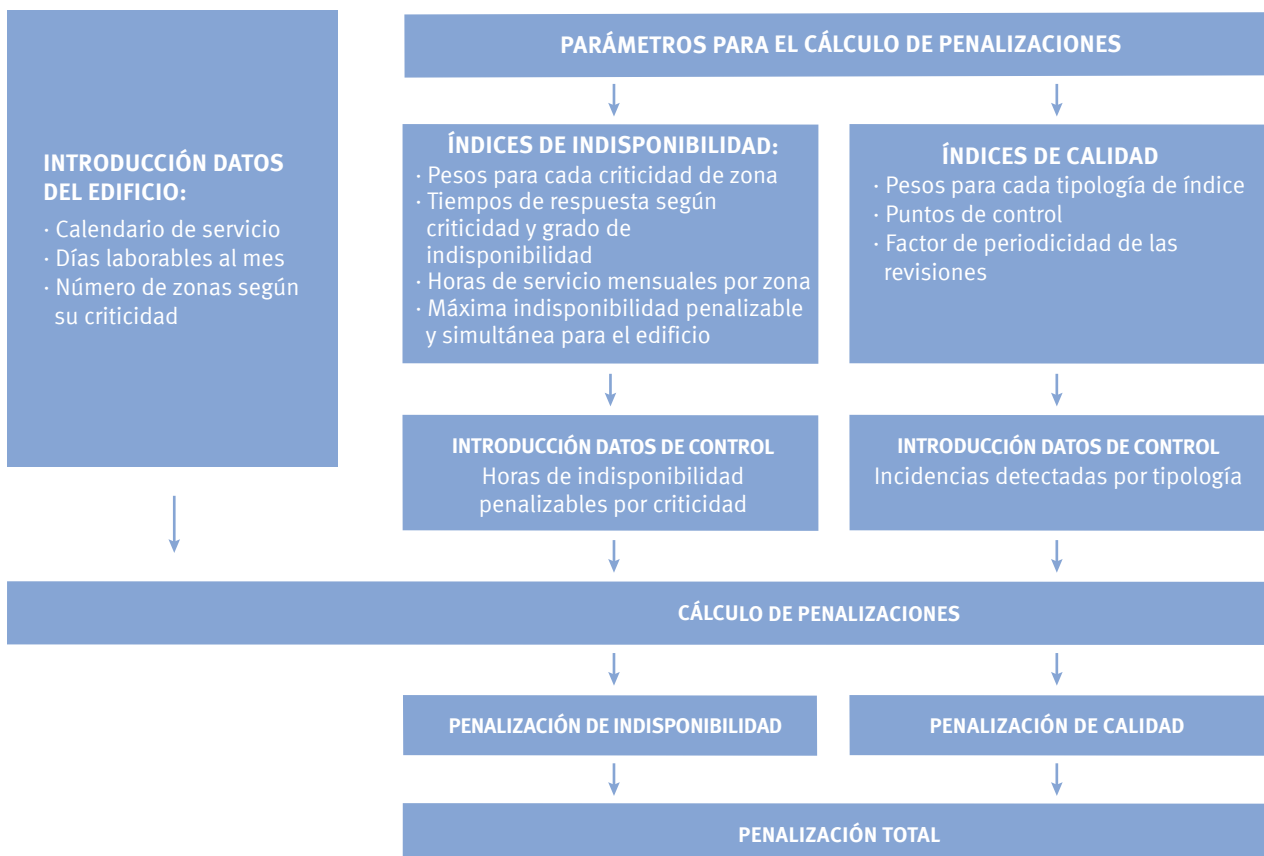 INTRODUCCIÓN DATOS
DEL EDIFICIO:
· Calendario de servicio
· Días laborables al mes
· Número de zonas según
su criticidad
PARÁMETROS PARA EL CÁLCULO DE PENALIZACIONES
ÍNDICES DE INDISPONIBILIDAD:
· Pesos para cada criticidad de zona
· Tiempos de respuesta según
criticidad y grado de
indisponibilidad
· Horas de servicio mensuales por zona
· Máxima indisponibilidad penalizable
y simultánea para el edificio
ÍNDICES DE CALIDAD
· Pesos para cada tipología de índice
· Puntos de control
· Factor de periodicidad de las
revisiones
INTRODUCCIÓN DATOS DE CONTROL
Horas de indisponibilidad
penalizables por criticidad
INTRODUCCIÓN DATOS DE CONTROL
Incidencias detectadas por tipología
CÁLCULO DE PENALIZACIONES
PENALIZACIÓN DE INDISPONIBILIDAD
PENALIZACIÓN DE CALIDAD
PENALIZACIÓN TOTAL